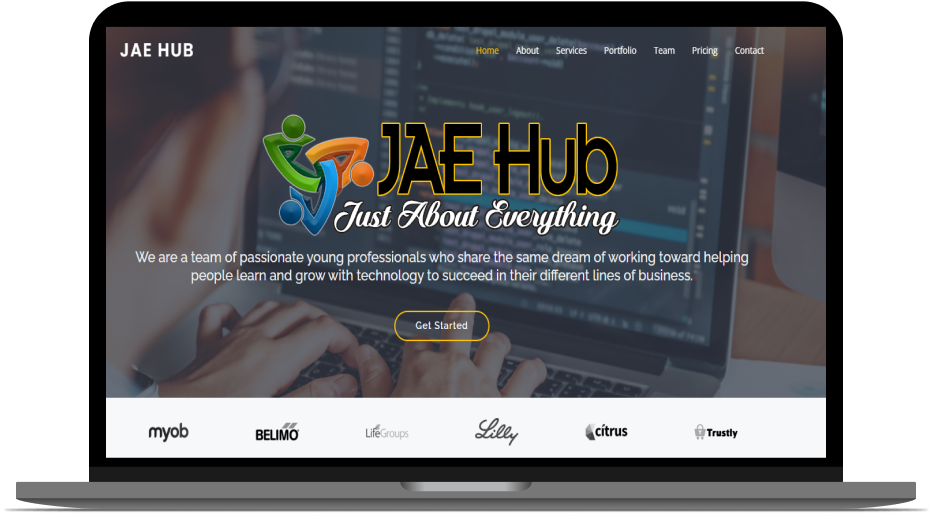 JAE HUB
Home About Services Portfolio Team Pricing Contact
JAE Hub
Just About Everything
We are a team of passionate young professionals who share the same dream of working toward helping
people learn and grow with technology to succeed in their different lines of business.
Get Started
myob BELIMO LifeGroups Lilly citrus Trustly